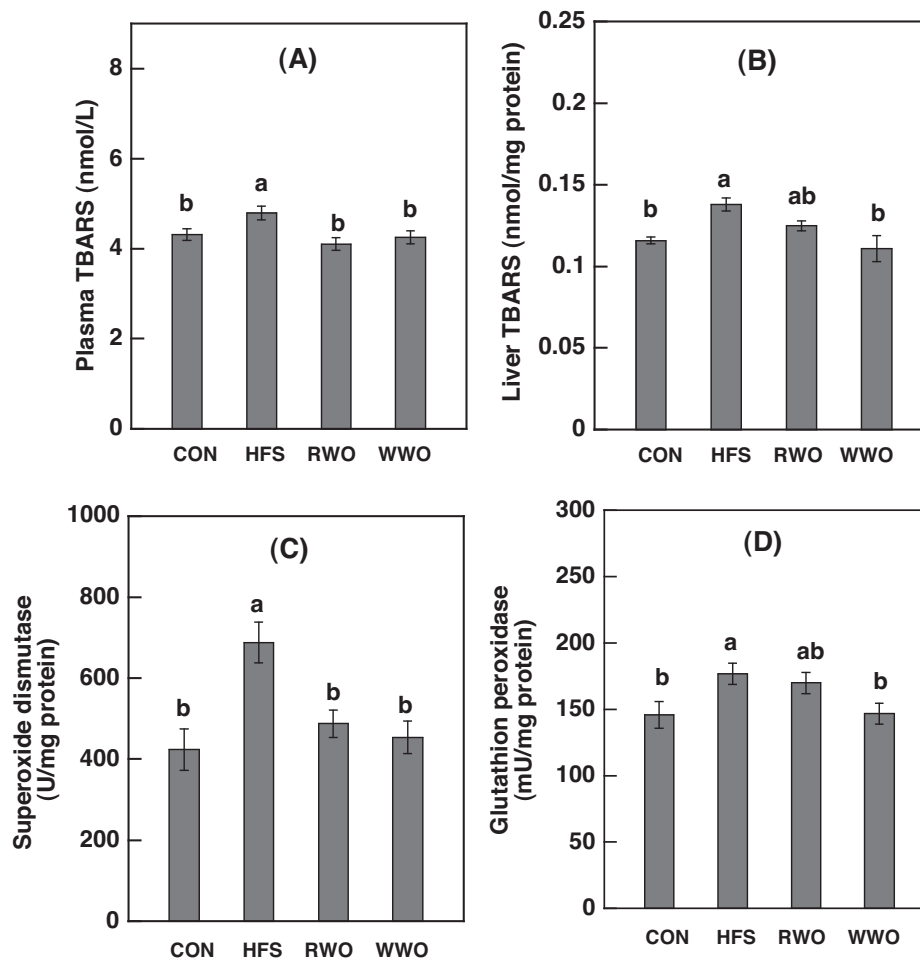 (A)
Plasma TBARS (nmol/L)
8
6
4
2
0
b
a
b
b
CON HFS RWO WWO
(B)
Liver TBARS (nmol/mg protein)
0.25
0.2
0.15
0.1
0.05
0
b
a
ab
b
CON HFS RWO WWO
(C)
Superoxide dismutase
(U/mg protein)
1000
800
600
400
200
0
b
a
b
b
CON HFS RWO WWO
(D)
Glutathion peroxidase
(mU/mg protein)
300
250
200
150
100
50
0
b
a
ab
b
CON HFS RWO WWO